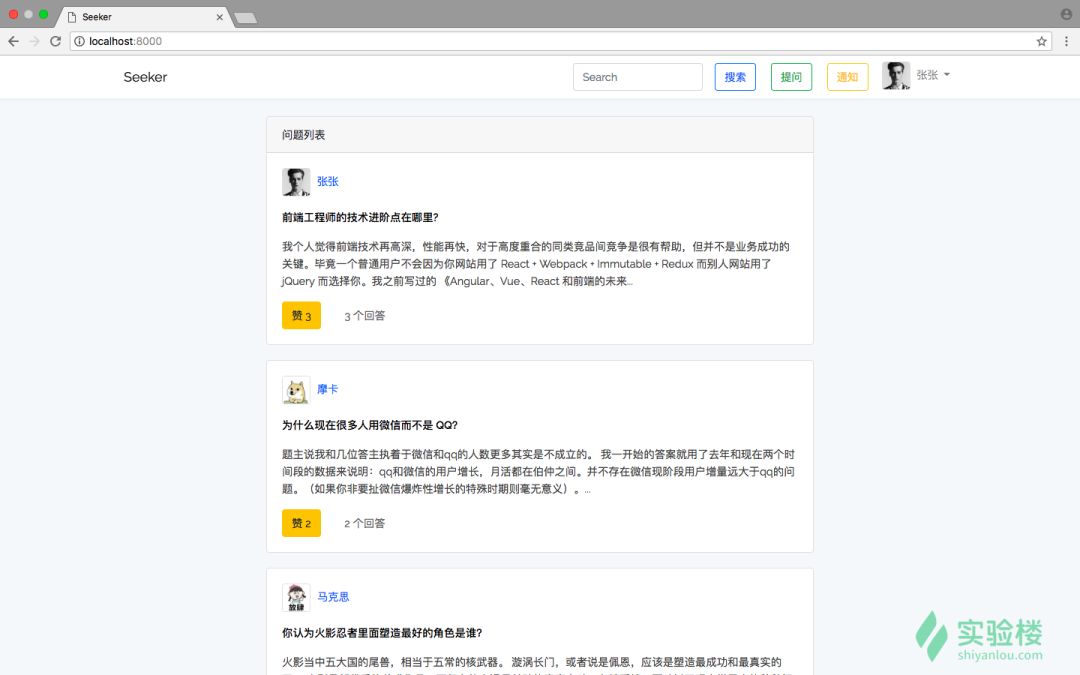 Seeker
localhost:8000
Seeker
Search
搜索
提问
通知
张张
问题列表
张张
前端工程师的技术进阶点在哪里?
我个人觉得前端技术再高深，性能再快，对于高度重合的同类竞品间竞争是很有帮助，但并不是业务成功的
关键。毕竟一个普通用户不会因为你网站用了 React + Webpack + Immutable + Redux 而别人网站用了
jQuery 而选择你。我之前写过的 《Angular、Vue、React 和前端的未来...
赞 3
3 个回答
摩卡
为什么现在很多人用微信而不是 QQ?
题主说我和几位答主执着于微信和qq的人数更多其实是不成立的。 我一开始的答案就用了去年和现在两个时
间段的数据来说明：qq和微信的用户增长，月活都在伯仲之间。并不存在微信现阶段用户增量远大于qq的问
题。（如果你非要扯微信爆炸性增长的特殊时期则毫无意义）。...
赞 2
2 个回答
放肆
马克思
你认为火影忍者里面塑造最好的角色是谁?
火影当中五大国的尾兽，相当于五常的核武器。 漩涡长门，或者说是佩恩，应该是塑造最成功和最真实的
实验楼
shiyanlou.com